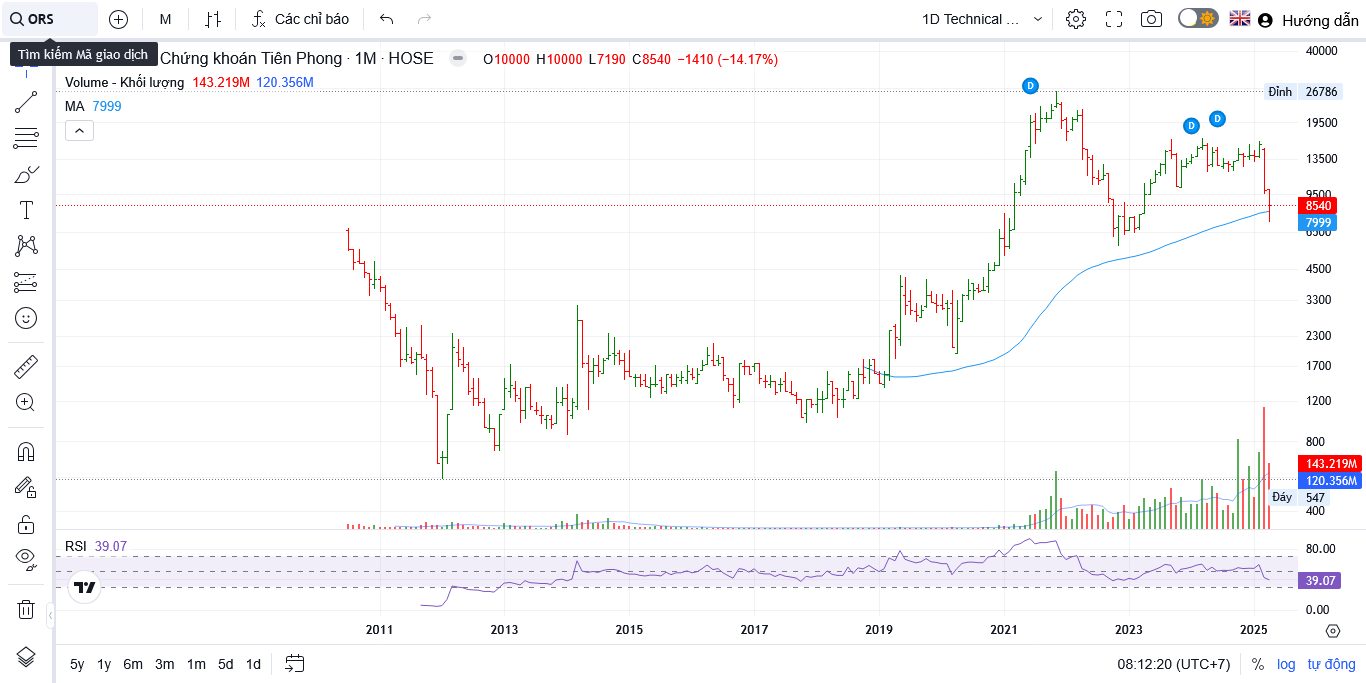 ORS
M
Các chỉ báo
1D Technical ...
Hướng dẫn
Tìm kiếm Mã giao dịch
Chứng khoán Tiên Phong · 1M · HOSE
O10000 H10000 L7190 C8540 −1410 (−14.17%)
Volume - Khối lượng 143.219M 120.356M
MA 7999
D
D
D
40000
Đỉnh 26786
19500
13500
9500
8540
7999
6500
4500
3300
2300
1700
1200
800
143.219M
120.356M
Đáy 547
400
RSI 39.07
80.00
39.07
0.00
2011 2013 2015 2017 2019 2021 2023 2025
5y 1y 6m 3m 1m 5d 1d
08:12:20 (UTC+7)
% log tự động